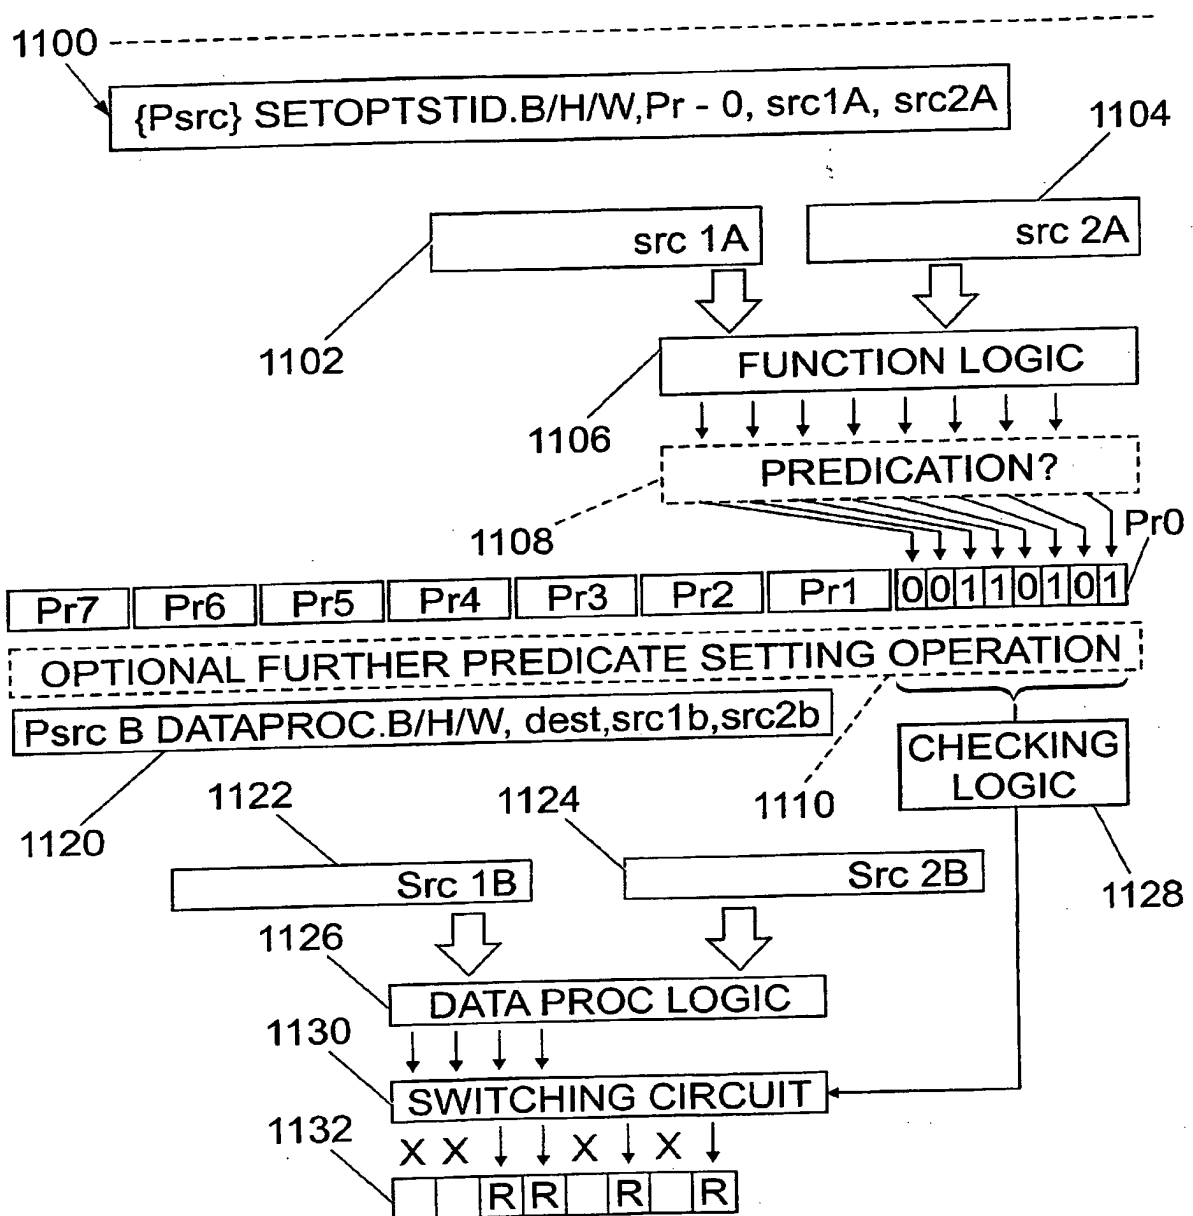 1100
{Psrc} SETOPTSTID.B/H/W,Pr - 0, src1A, src2A
1104
src 1A
src 2A
1102
FUNCTION LOGIC
1106
PREDICATION?
1108
Pr0
Pr7 Pr6 Pr5 Pr4 Pr3 Pr2 Pr1 0 0 1 1 0 1 0 1
OPTIONAL FURTHER PREDICATE SETTING OPERATION
Psrc B DATAPROC.B/H/W, dest,src1b,src2b
CHECKING
LOGIC
1122
1124
1110
1120
Src 1B
Src 2B
1128
1126
DATA PROC LOGIC
1130
SWITCHING CIRCUIT
1132
X X X X
R R R R